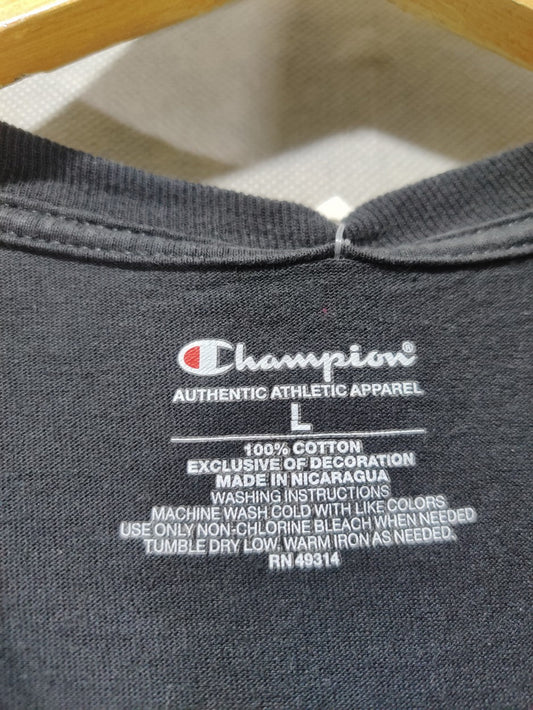 Champion®
AUTHENTIC ATHLETIC APPAREL
L
100% COTTON
EXCLUSIVE OF DECORATION
MADE IN NICARAGUA
WASHING INSTRUCTIONS
MACHINE WASH COLD WITH LIKE COLORS
USE ONLY NON-CHLORINE BLEACH WHEN NEEDED
TUMBLE DRY LOW. WARM IRON AS NEEDED.
RN 49314